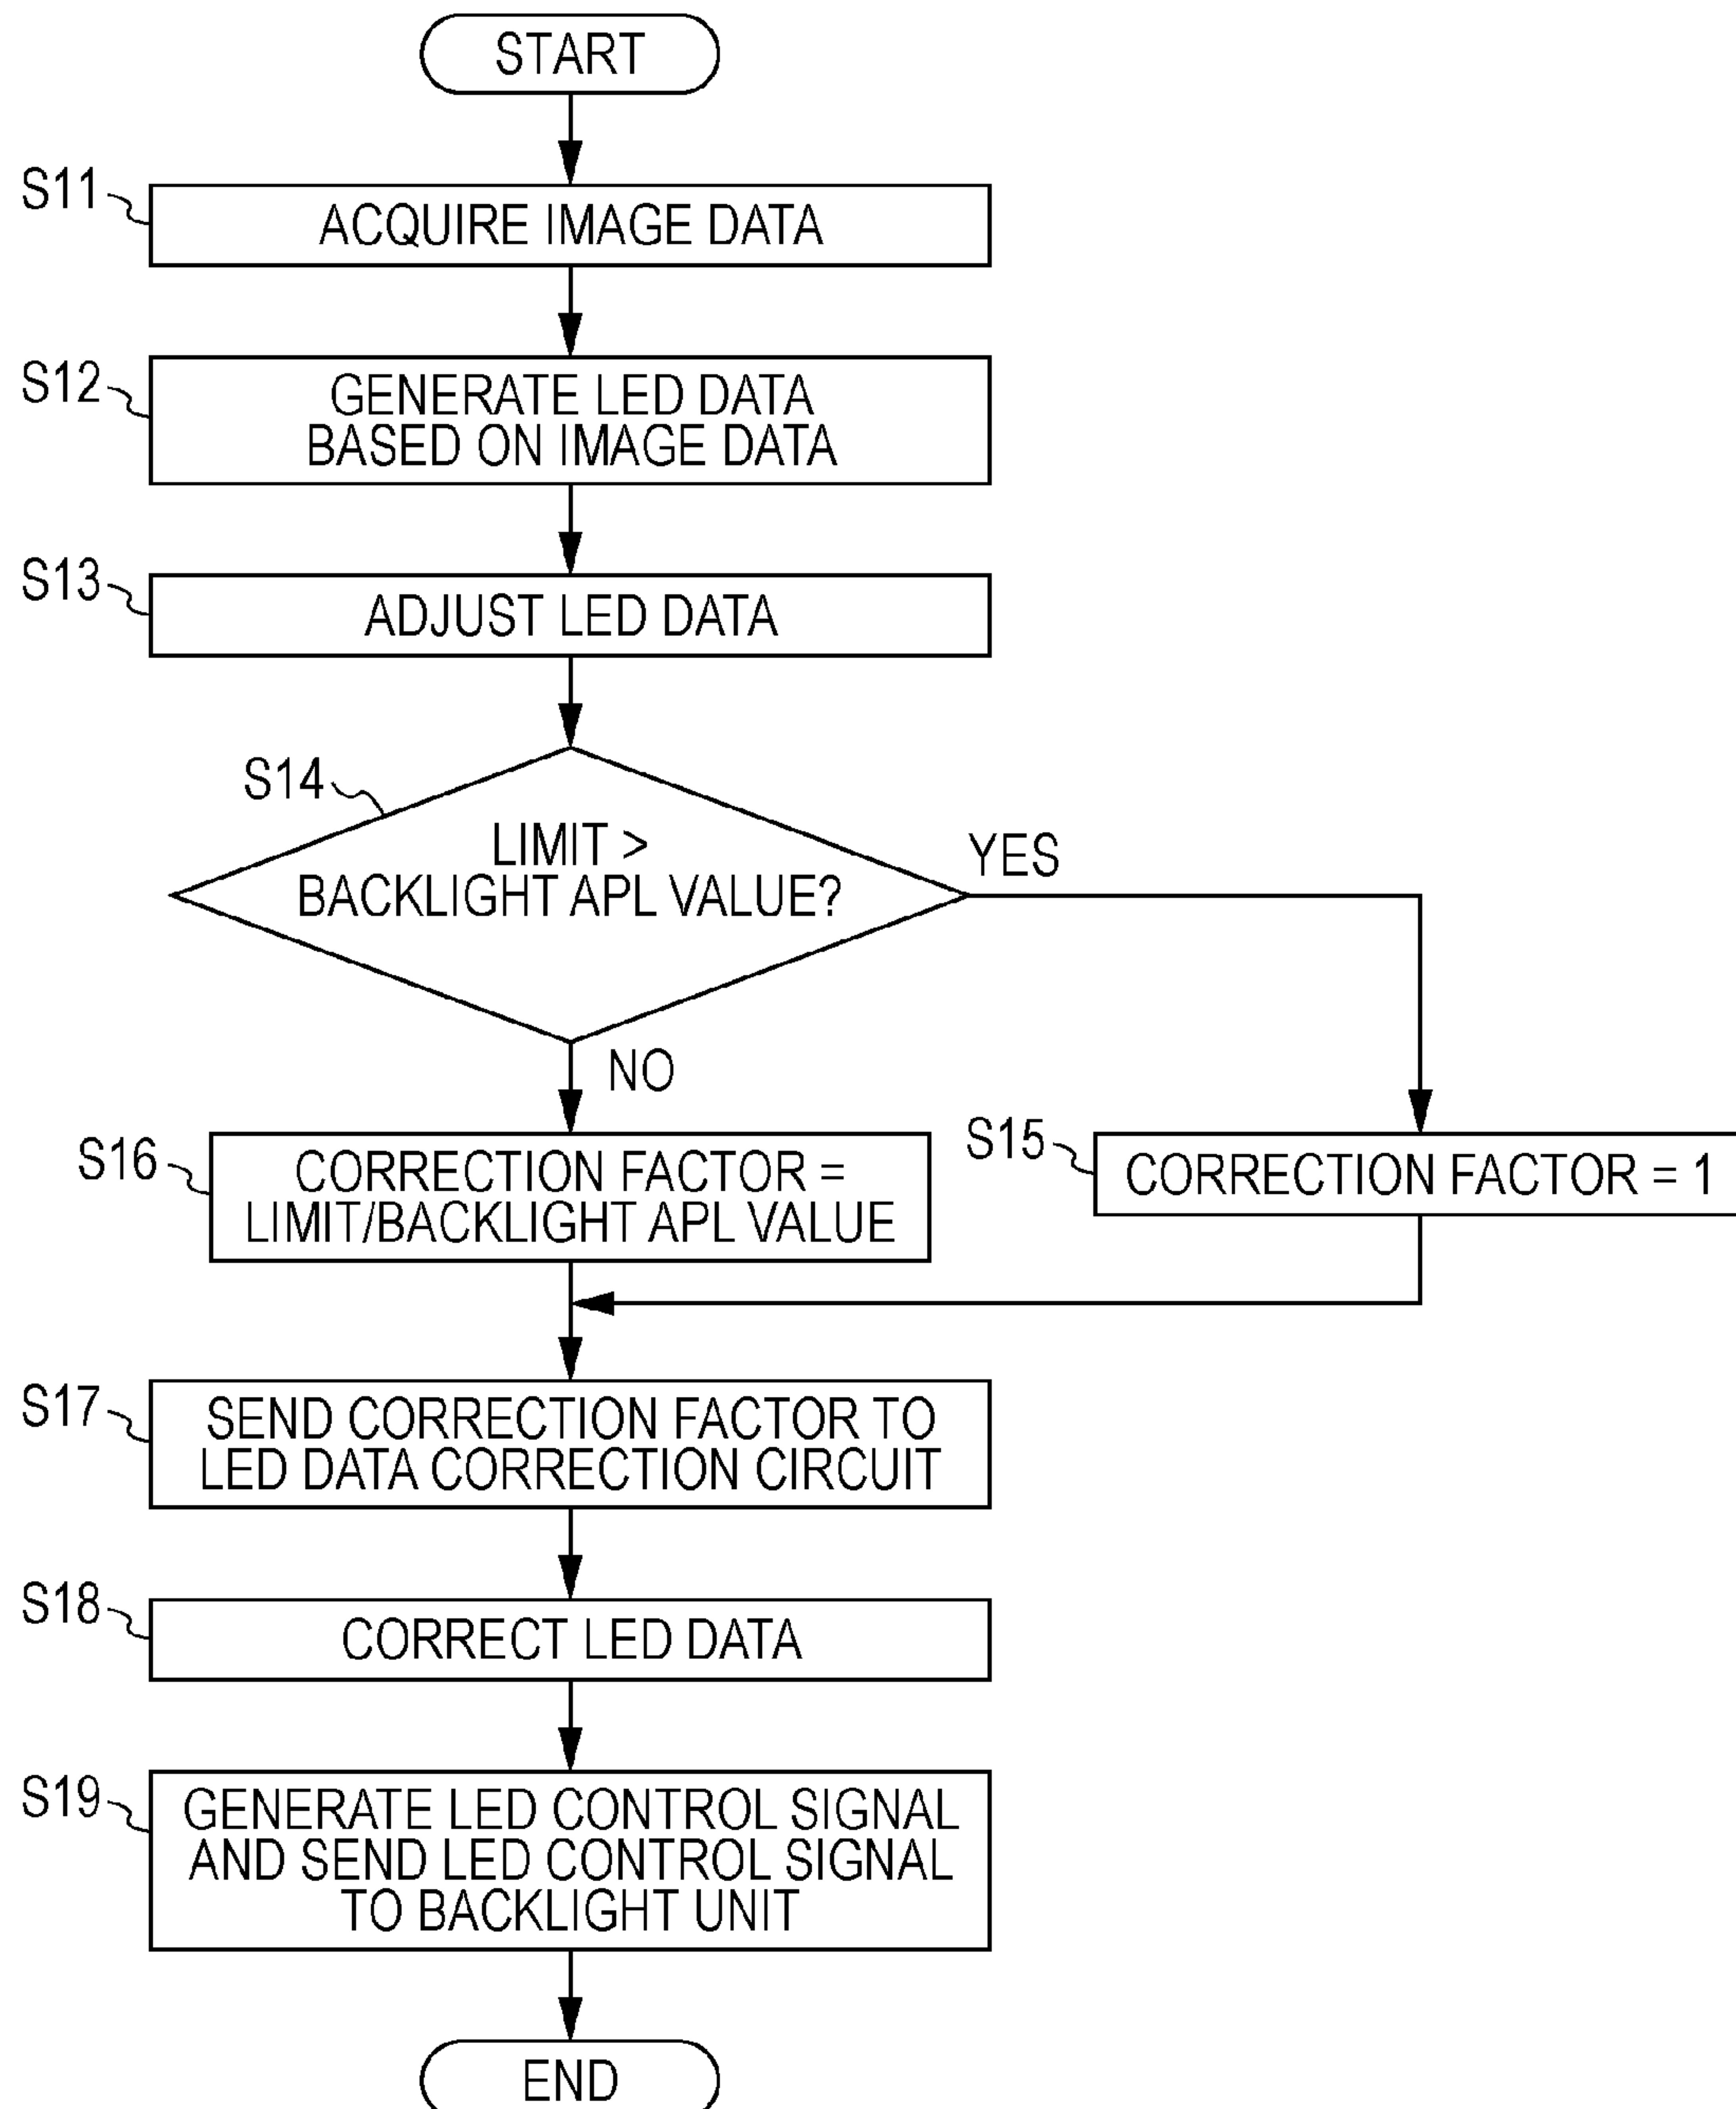 START
S11
ACQUIRE IMAGE DATA
S12
GENERATE LED DATA
BASED ON IMAGE DATA
S13
ADJUST LED DATA
S14
LIMIT >
BACKLIGHT APL VALUE?
YES
NO
S16
CORRECTION FACTOR =
LIMIT/BACKLIGHT APL VALUE
S15
CORRECTION FACTOR = 1
S17
SEND CORRECTION FACTOR TO
LED DATA CORRECTION CIRCUIT
S18
CORRECT LED DATA
S19
GENERATE LED CONTROL SIGNAL
AND SEND LED CONTROL SIGNAL
TO BACKLIGHT UNIT
END